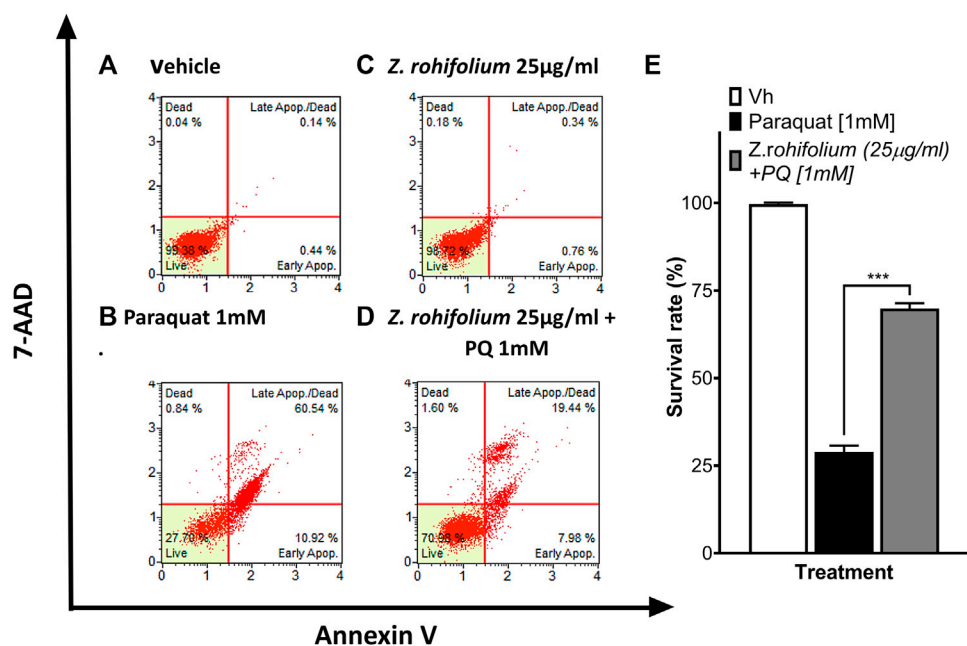 7-AAD
A Vehicle
Dead
0.04 %
Late Apop./Dead
0.14 %
99.38 %
Live
0.44 %
Early Apop.
4
3
2
1
0
0 1 2 3 4
C Z. rohifolium 25µg/ml
Dead
0.18 %
Late Apop./Dead
0.34 %
98.72 %
Live
0.76 %
Early Apop.
4
3
2
1
0
0 1 2 3 4
B Paraquat 1mM
.
Dead
0.84 %
Late Apop./Dead
60.54 %
27.70 %
Live
10.92 %
Early Apop.
4
3
2
1
0
0 1 2 3 4
D Z. rohifolium 25µg/ml +
PQ 1mM
Dead
1.60 %
Late Apop./Dead
19.44 %
70.98 %
Live
7.98 %
Early Apop.
4
3
2
1
0
0 1 2 3 4
Annexin V
E
Vh
Paraquat [1mM]
Z.rohifolium (25µg/ml)
+PQ [1mM]
Survival rate (%)
100
75
50
25
0
***
Treatment